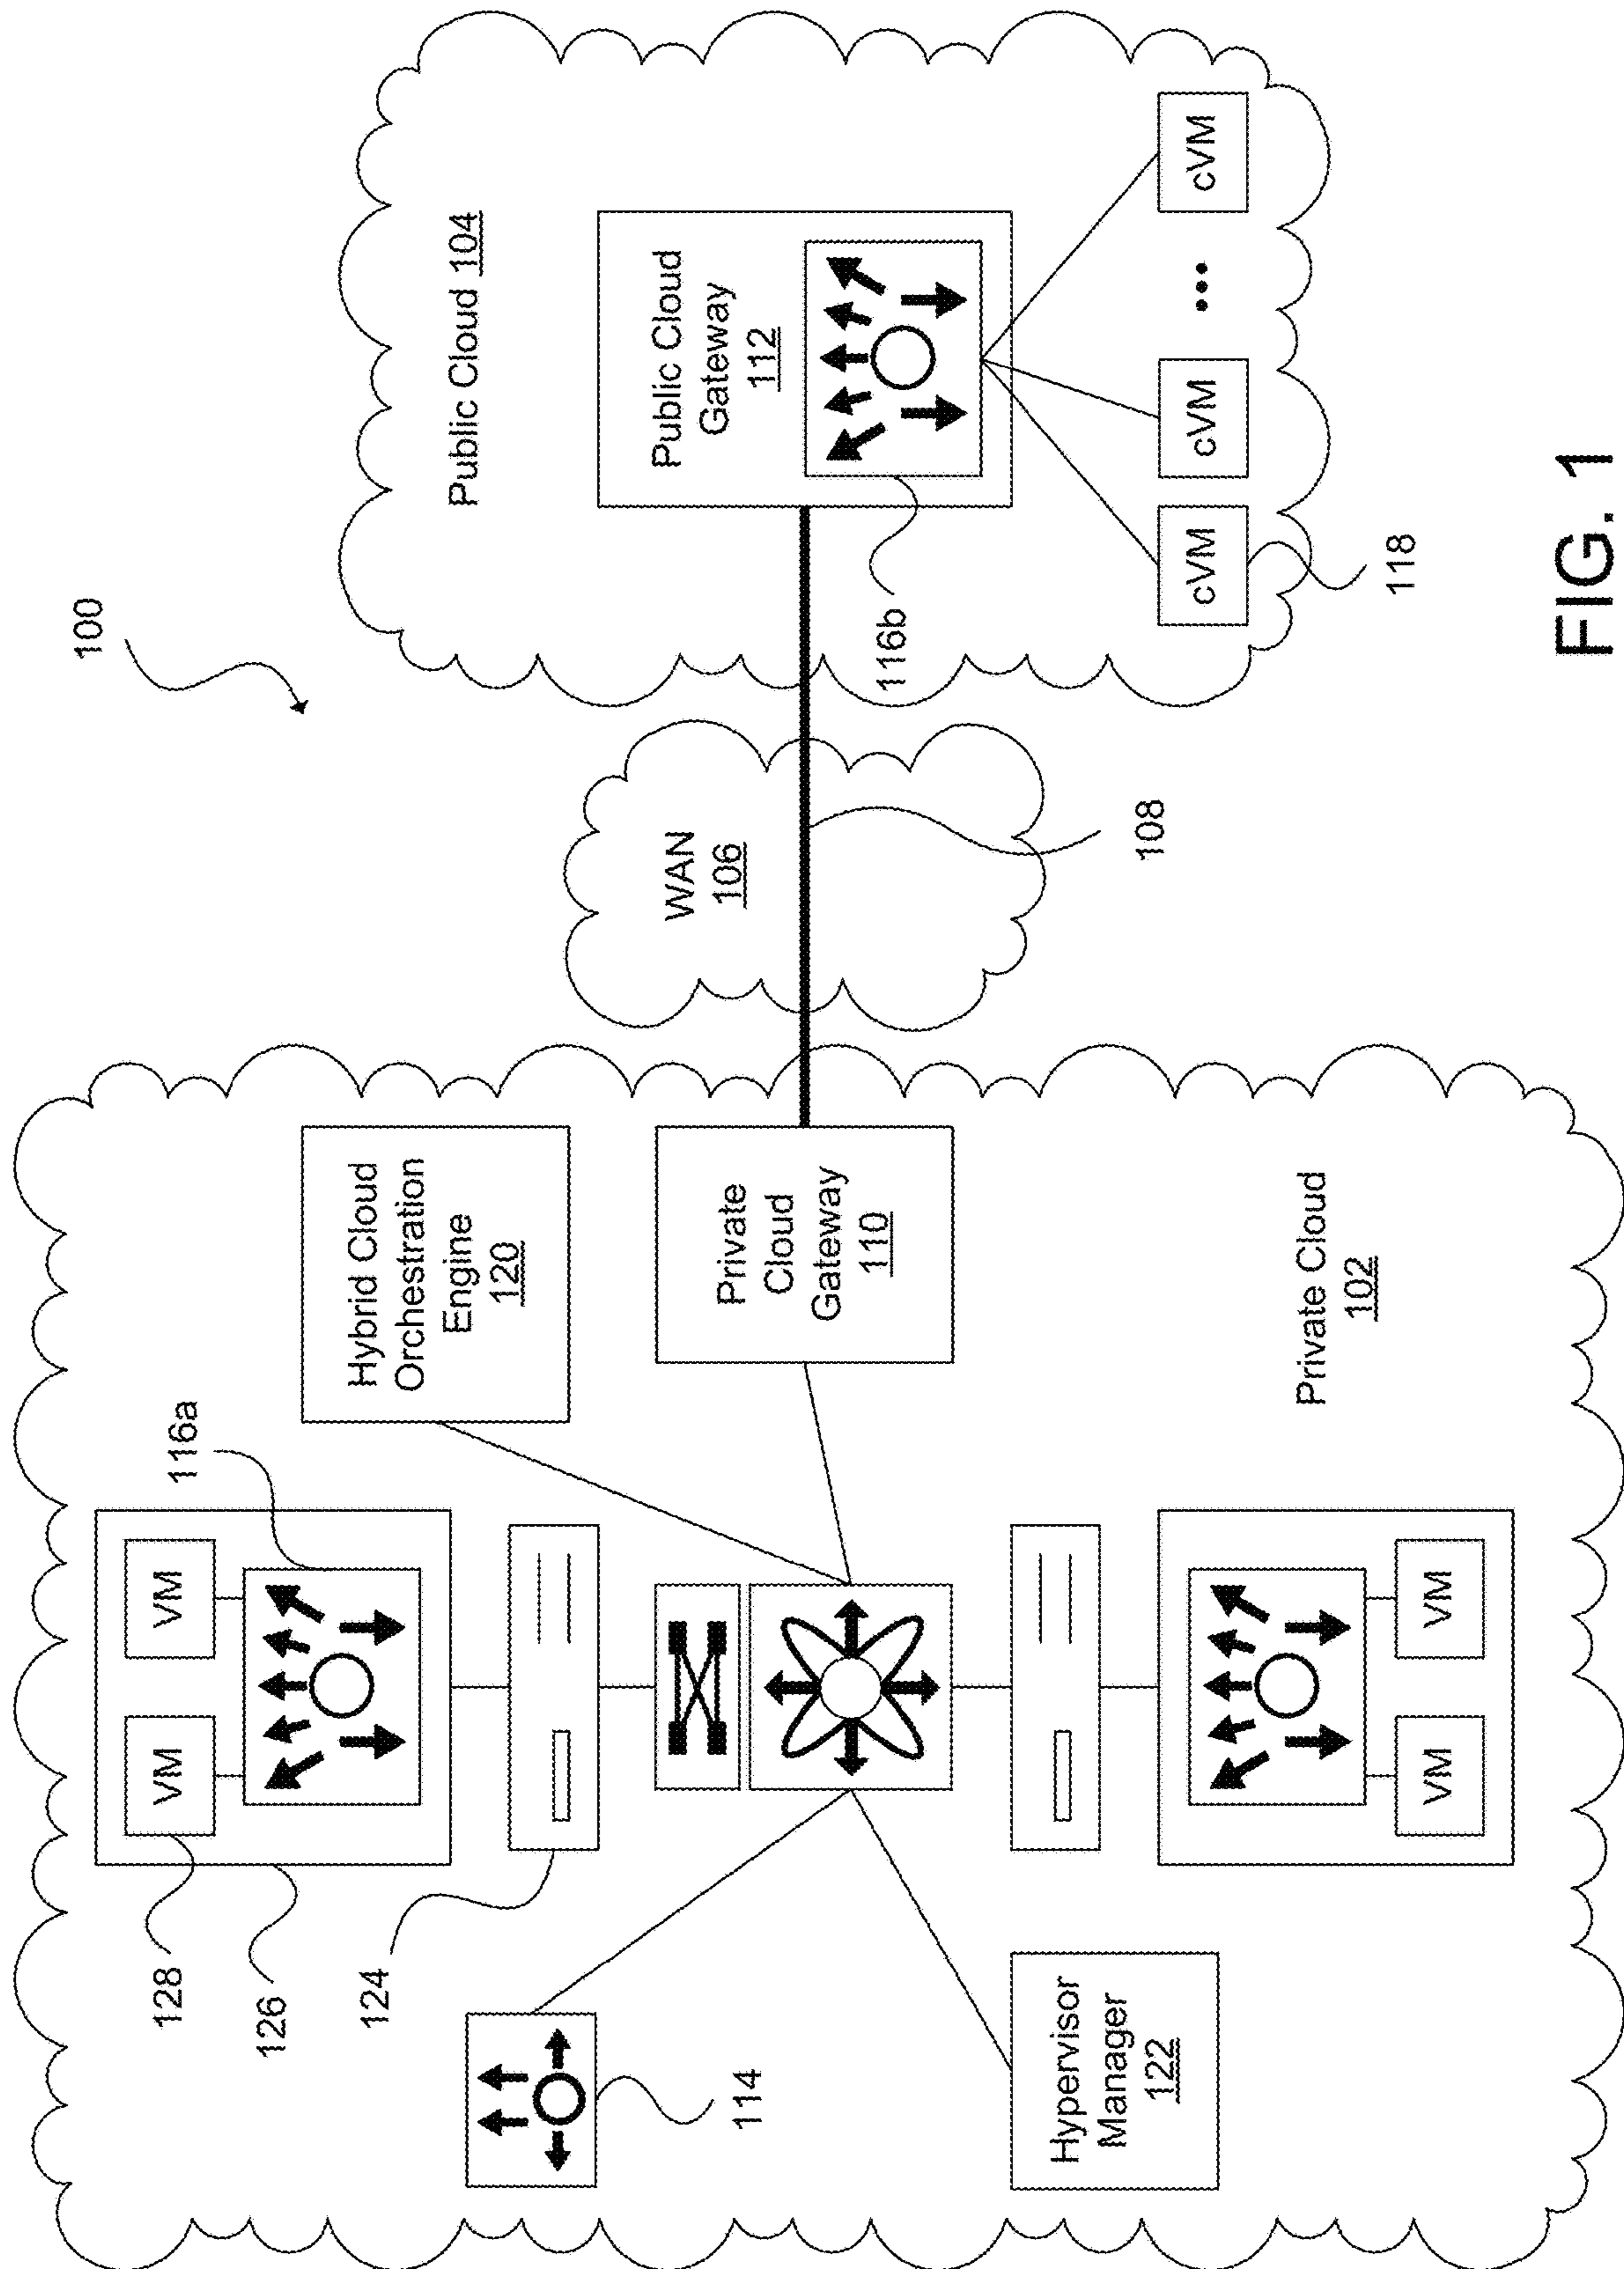 100
Public Cloud 104
Public Cloud
Gateway
112
116b
cVM
cVM
...
cVM
118
WAN
106
108
Hybrid Cloud
Orchestration
Engine
120
Private
Cloud
Gateway
110
Private Cloud
102
116a
VM
VM
128
126
124
114
Hypervisor
Manager
122
VM
VM
FIG. 1